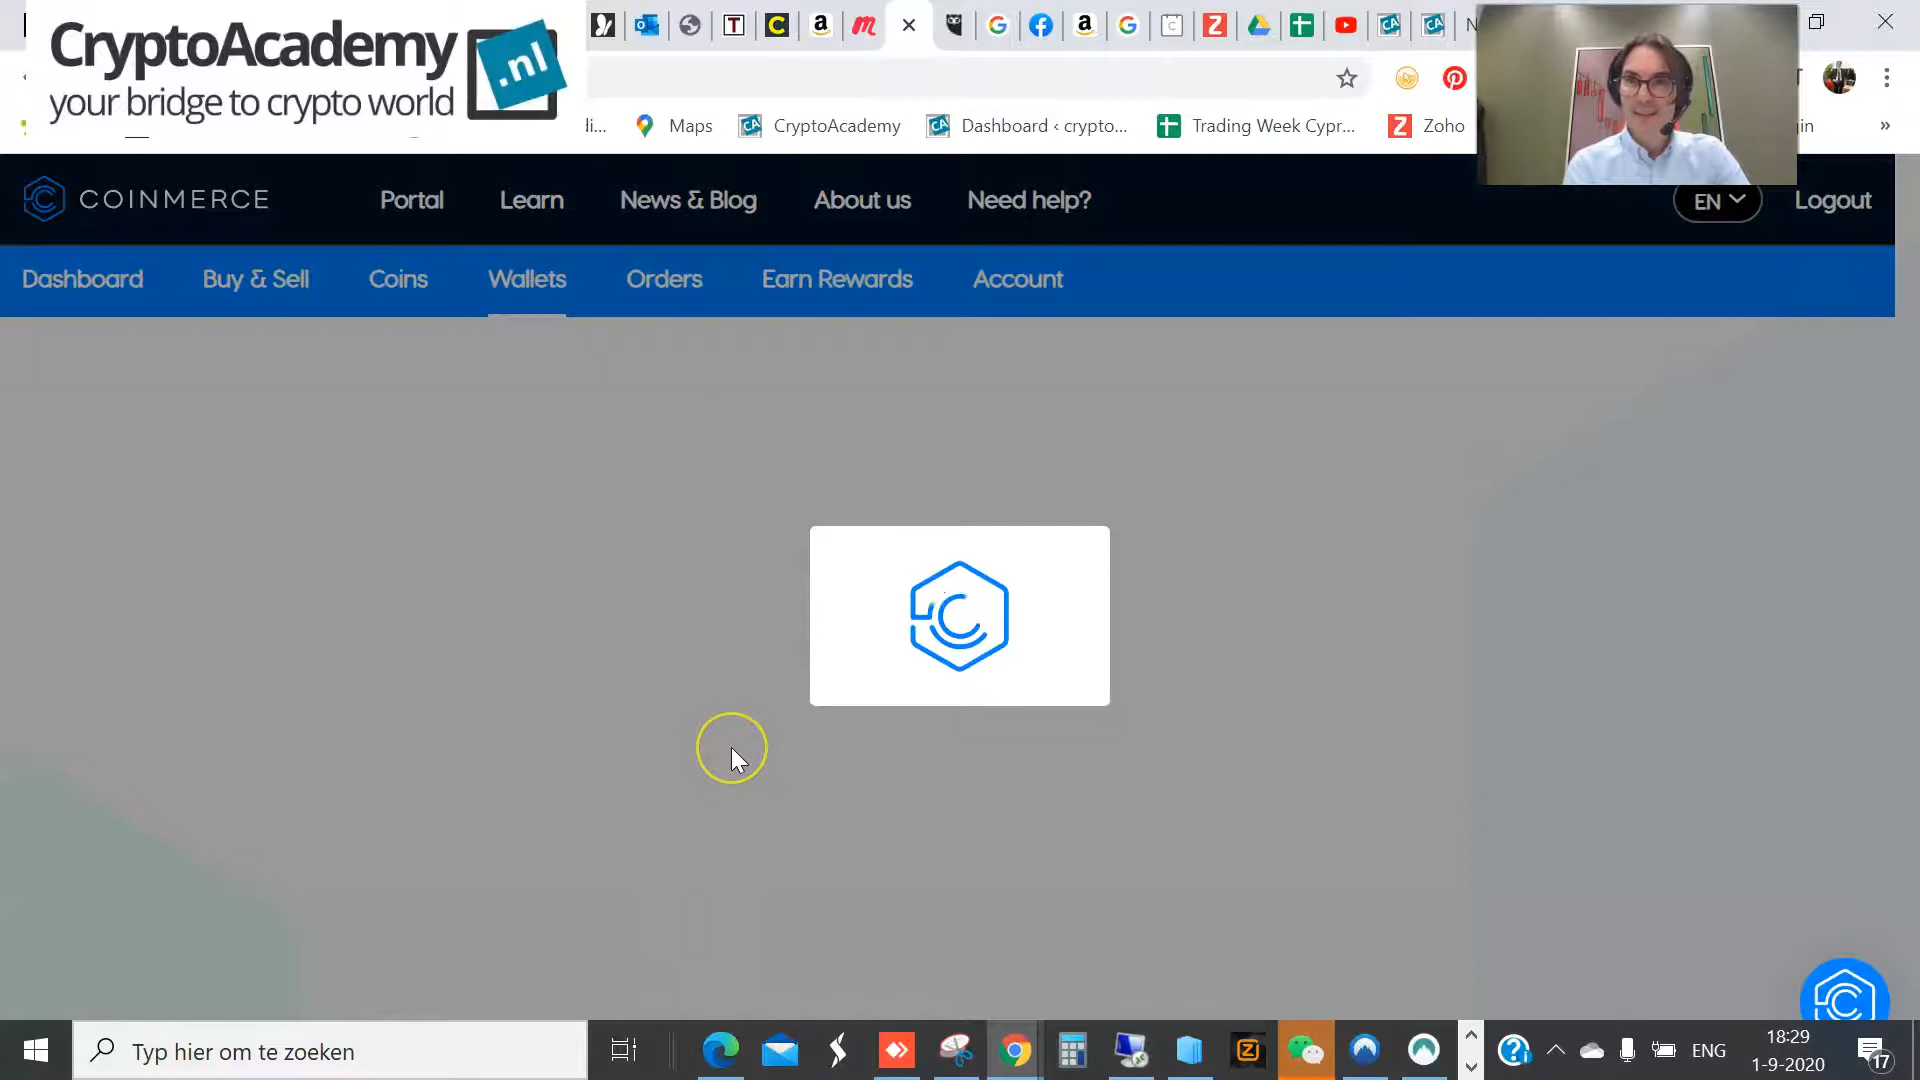 CryptoAcademy
.nl
your bridge to crypto world
di...
Maps
CryptoAcademy
Dashboard ‹ crypto...
Trading Week Cypr...
Zoho
»
COINMERCE
Portal
Learn
News & Blog
About us
Need help?
EN
Logout
Dashboard
Buy & Sell
Coins
Wallets
Orders
Earn Rewards
Account
Typ hier om te zoeken
ENG
18:29
1-9-2020
17